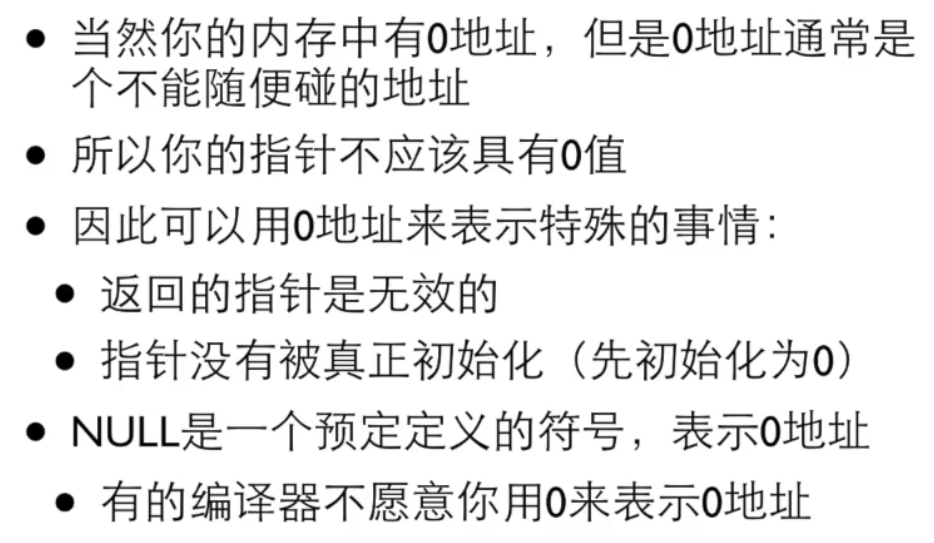 • 当然你的内存中有0地址，但是0地址通常是
个不能随便碰的地址
• 所以你的指针不应该具有0值
• 因此可以用0地址来表示特殊的事情：
• 返回的指针是无效的
• 指针没有被真正初始化（先初始化为0）
• NULL是一个预定定义的符号，表示0地址
• 有的编译器不愿意你用0来表示0地址